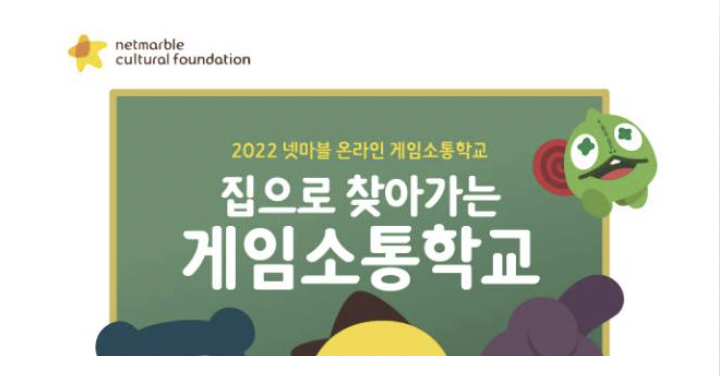 netmarble
cultural foundation
2022 넷마블 온라인 게임소통학교
집으로 찾아가는
게임소통학교